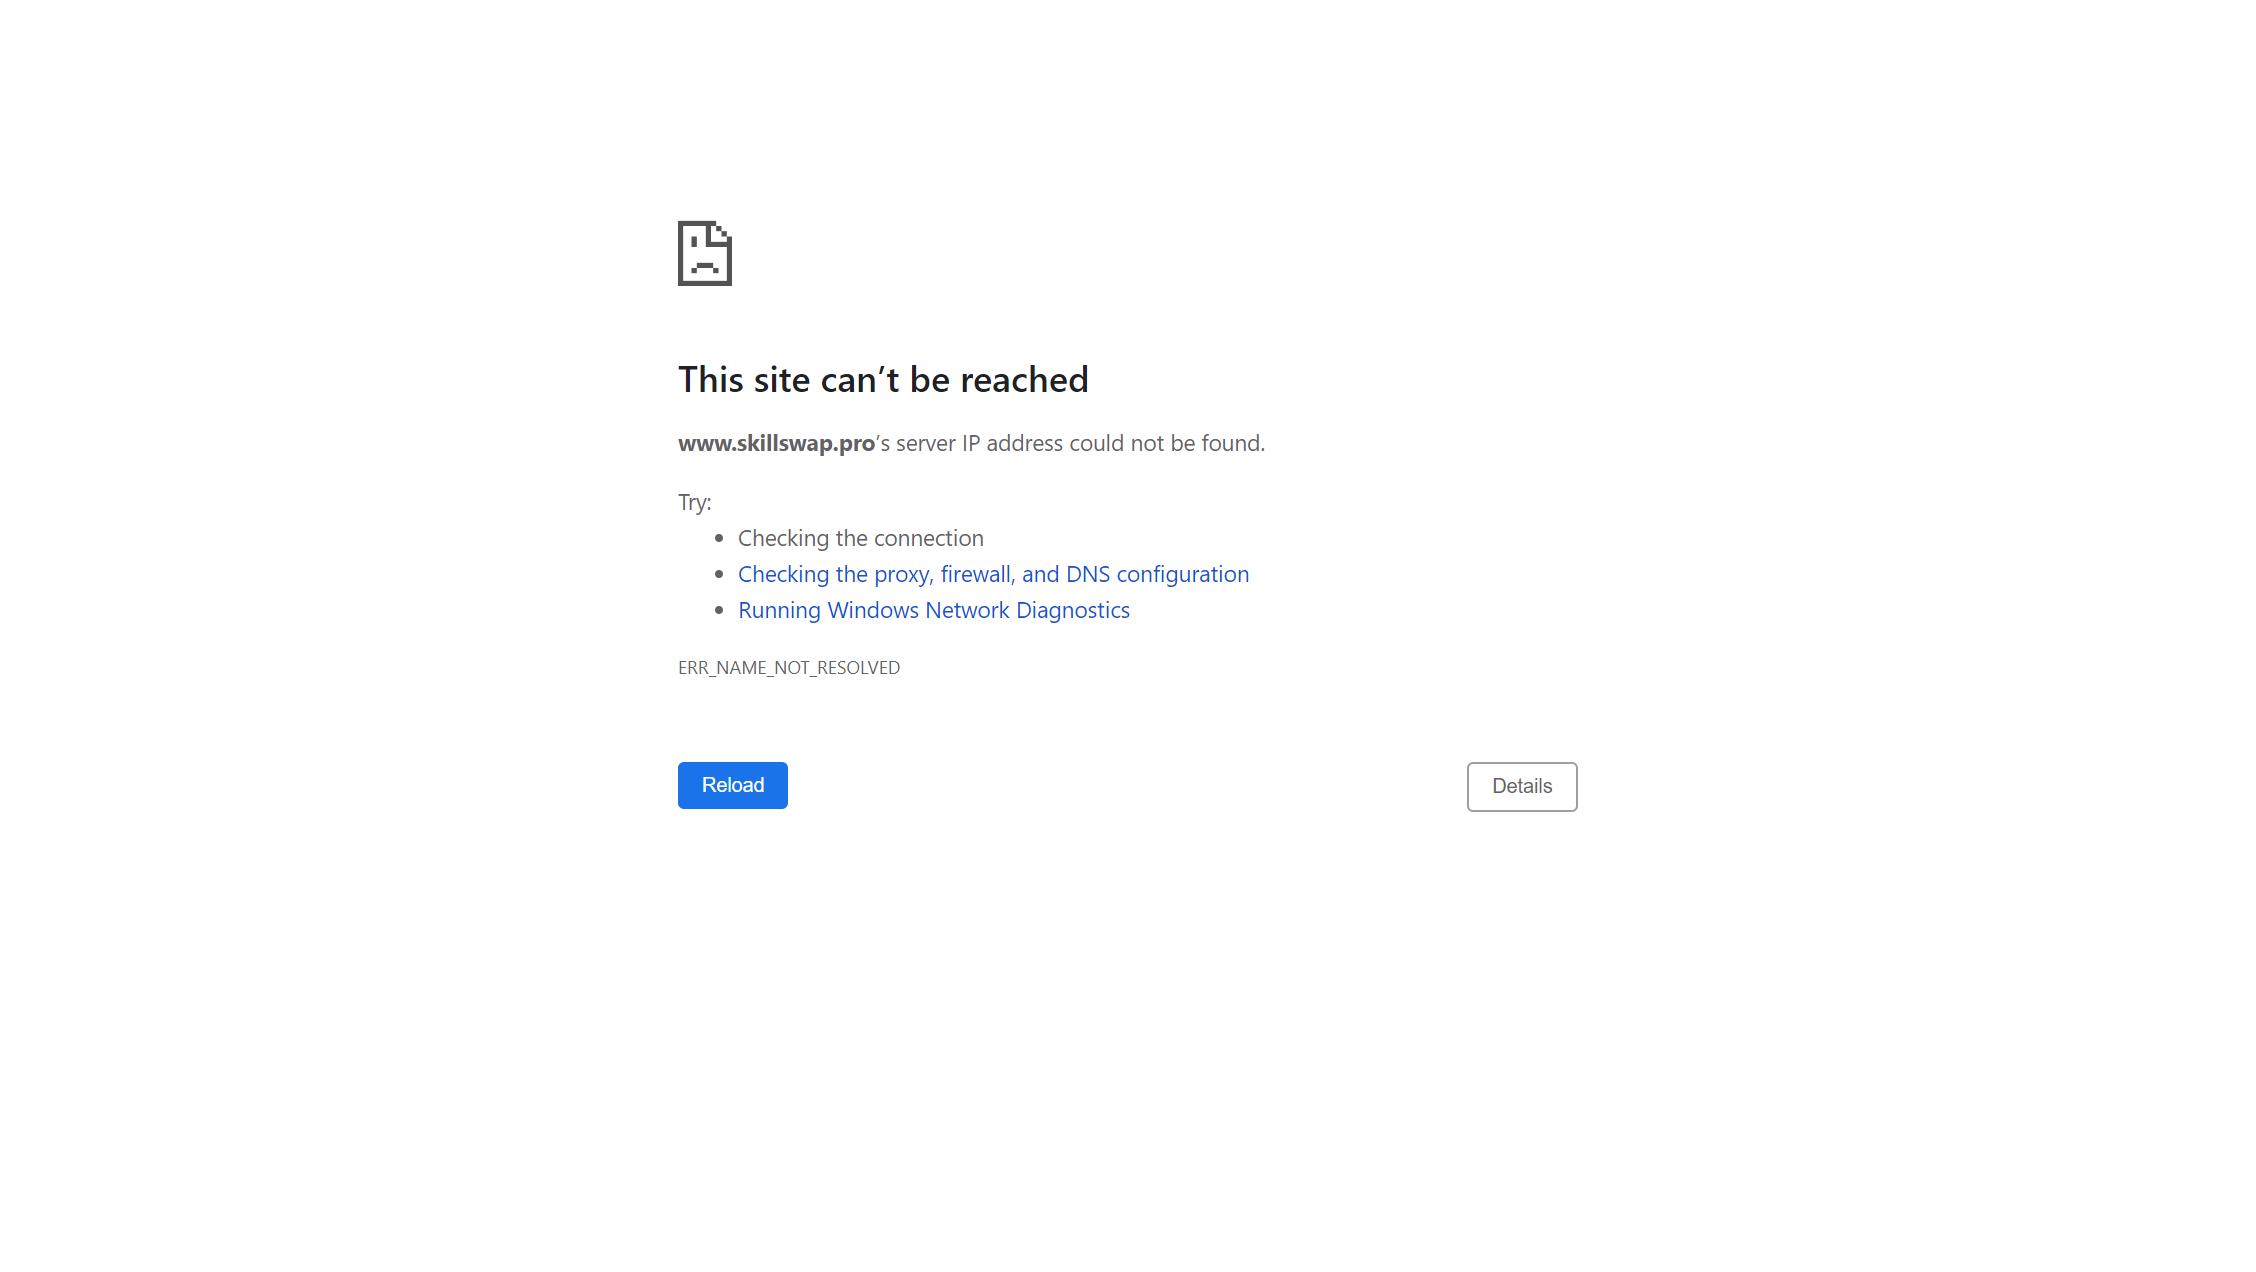 This site can’t be reached
www.skillswap.pro’s server IP address could not be found.
Try:
Checking the connection
Checking the proxy, firewall, and DNS configuration
Running Windows Network Diagnostics
ERR_NAME_NOT_RESOLVED
Reload
Details